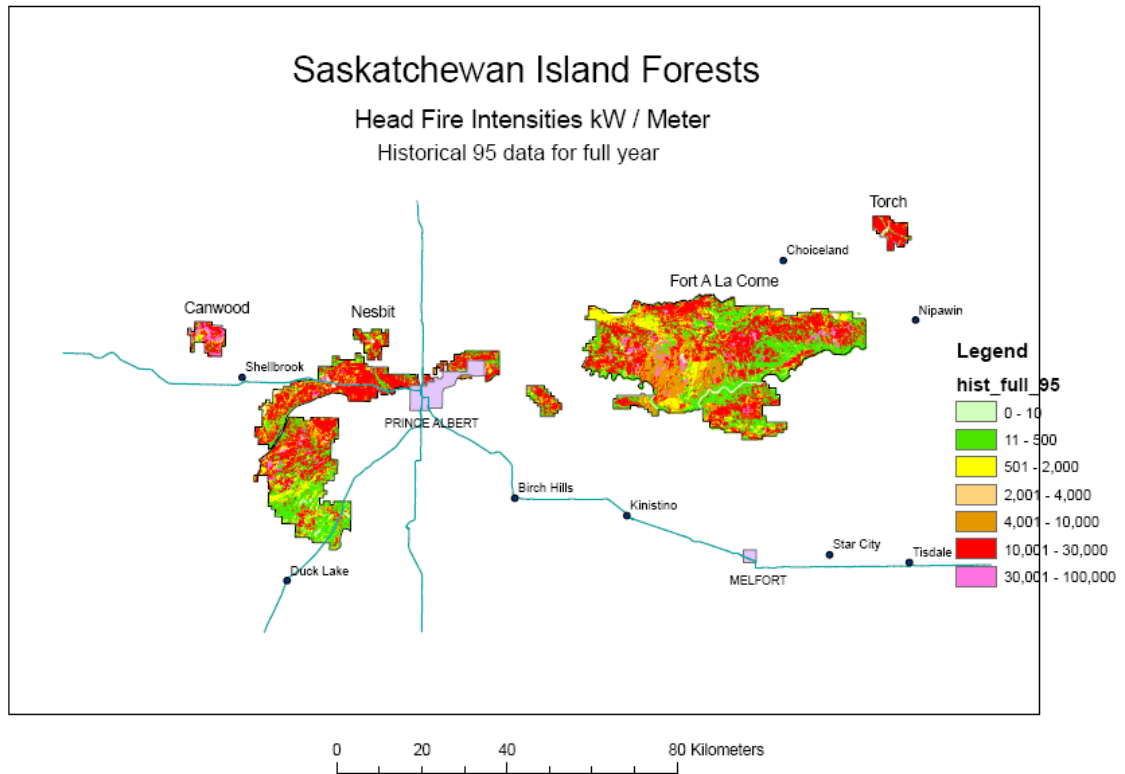 Saskatchewan Island Forests
Head Fire Intensities kW / Meter
Historical 95 data for full year
Torch
Choiceland
Fort A La Corne
Canwood
Nesbit
Nipawin
Shellbrook
PRINCE ALBERT
Birch Hills
Kinistino
Star City
Tisdale
MELFORT
Duck Lake
Legend
hist_full_95
0 - 10
11 - 500
501 - 2,000
2,001 - 4,000
4,001 - 10,000
10,001 - 30,000
30,001 - 100,000
0 20 40 80 Kilometers